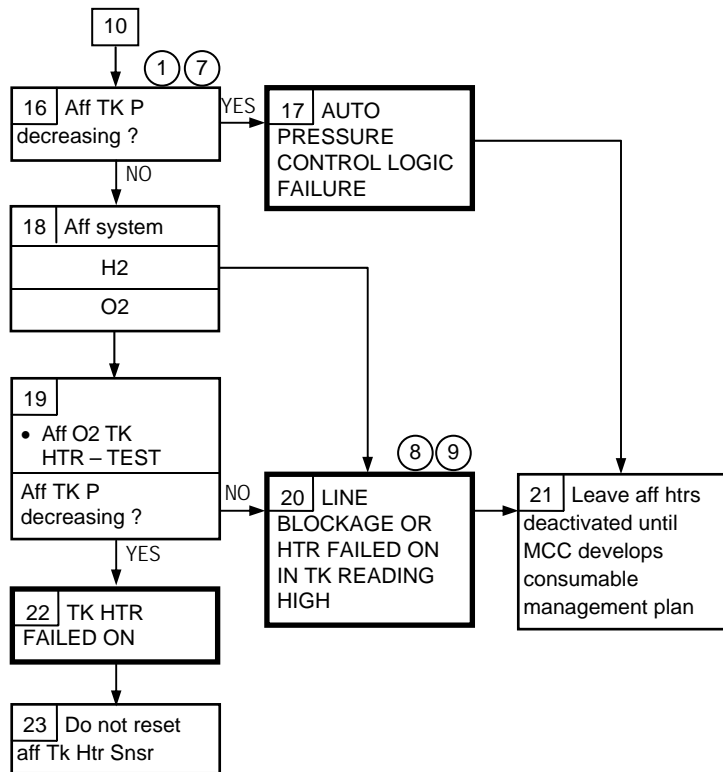 10
1 7
16 Aff TK P
decreasing ?
YES
NO
17 AUTO
PRESSURE
CONTROL LOGIC
FAILURE
18 Aff system
H2
O2
19
• Aff O2 TK
HTR – TEST
Aff TK P
decreasing ?
NO
YES
8 9
20 LINE
BLOCKAGE OR
HTR FAILED ON
IN TK READING
HIGH
21 Leave aff htrs
deactivated until
MCC develops
consumable
management plan
22 TK HTR
FAILED ON
23 Do not reset
aff Tk Htr Snsr